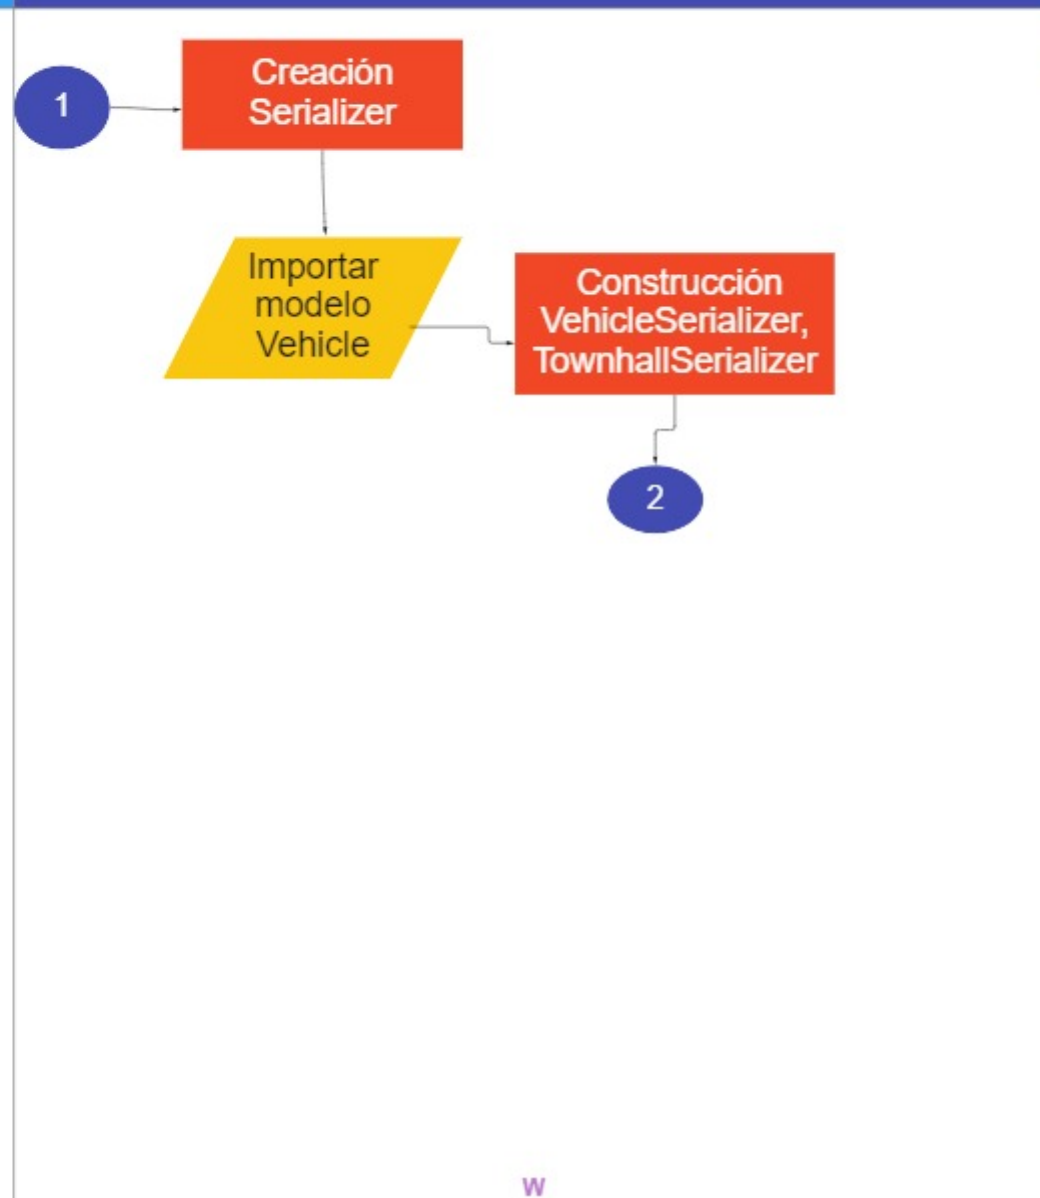 1
Creación
Serializer
Importar
modelo
Vehicle
Construcción
VehicleSerializer,
TownhallSerializer
2
W